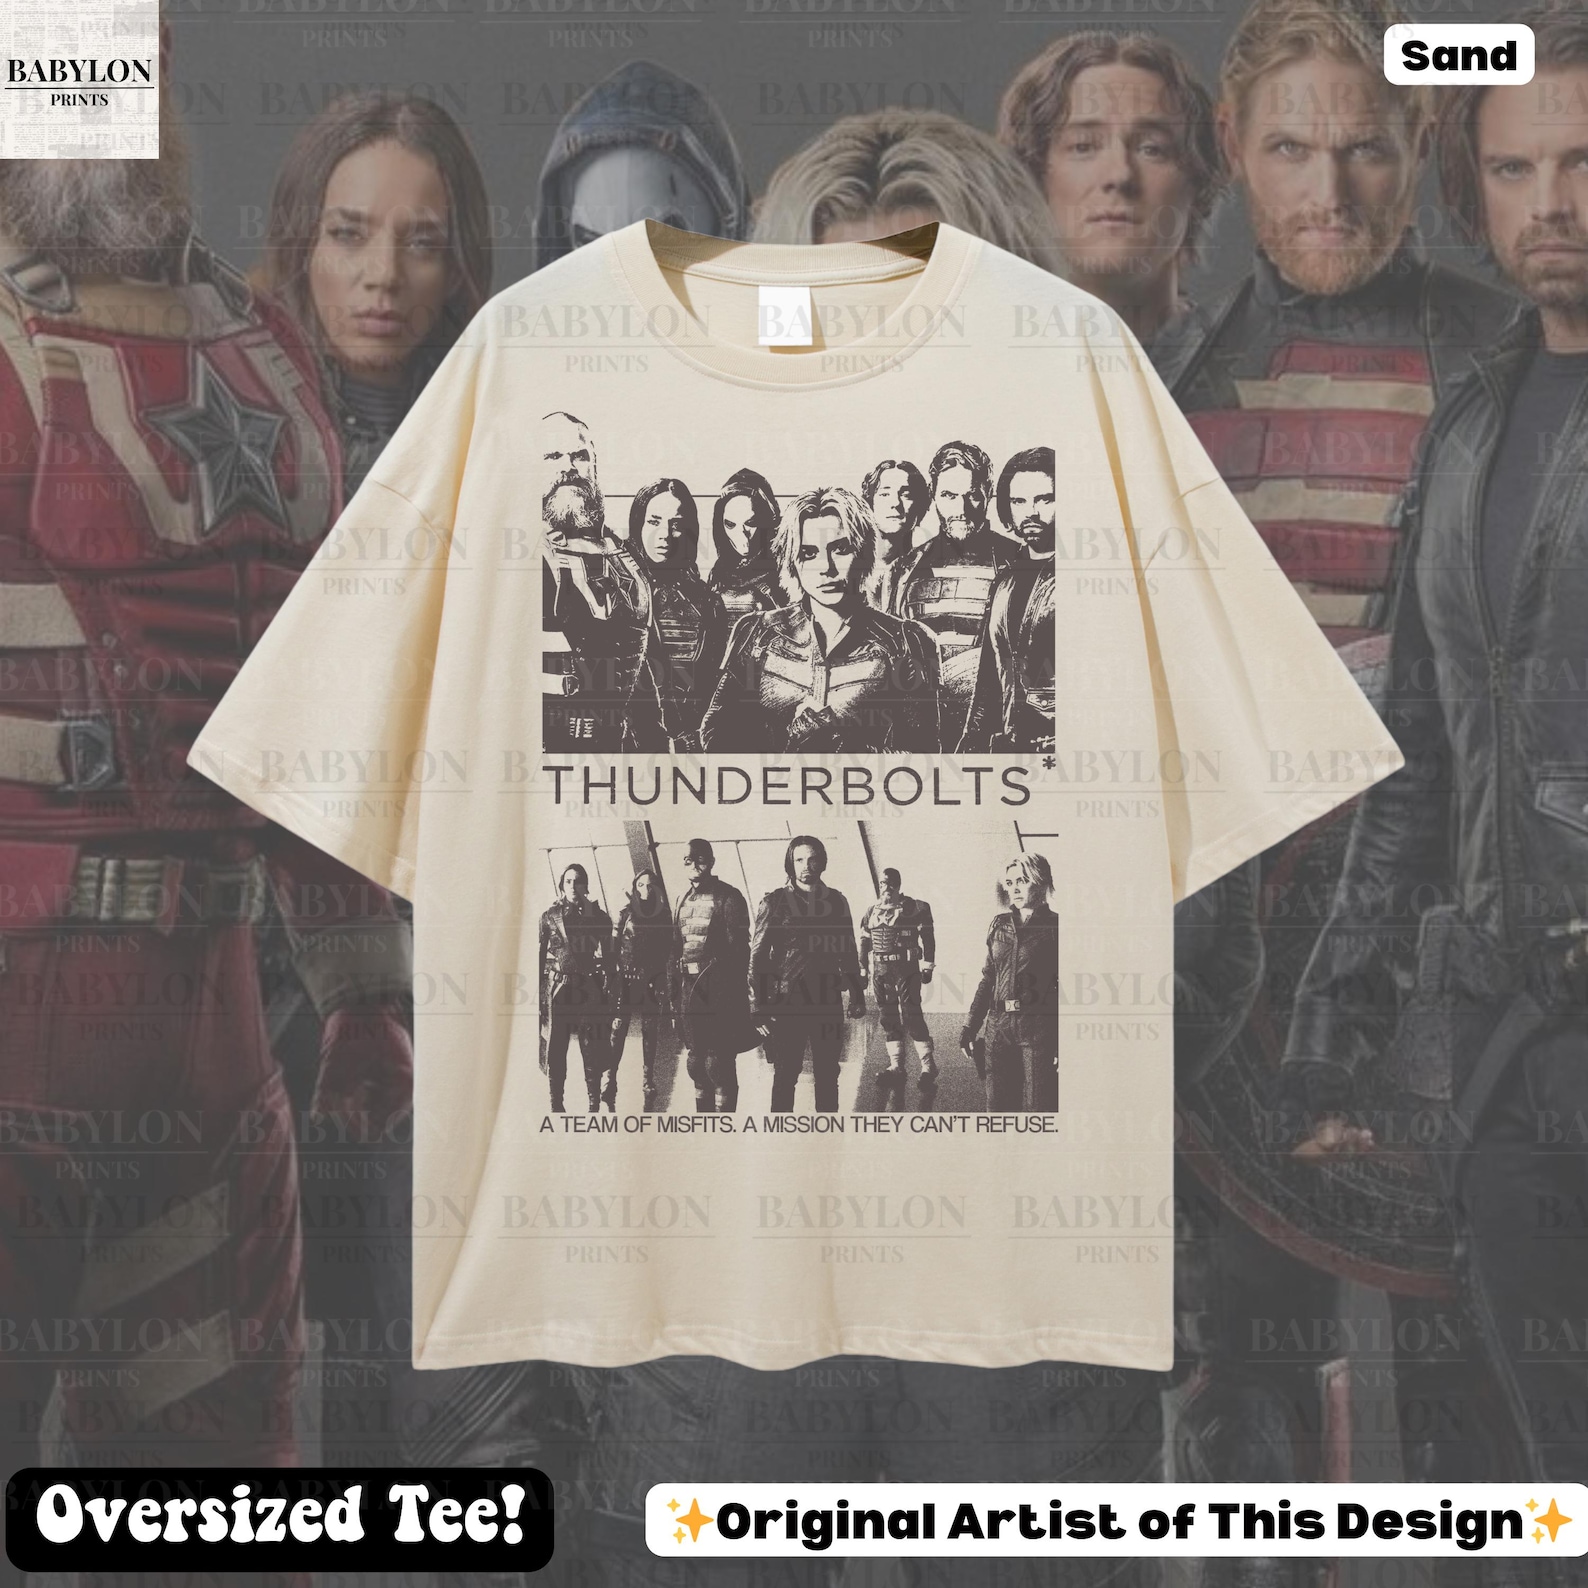 BABYLON
PRINTS
Sand
THUNDERBOLTS*
A TEAM OF MISFITS. A MISSION THEY CAN'T REFUSE.
Oversized Tee!
✨Original Artist of This Design✨